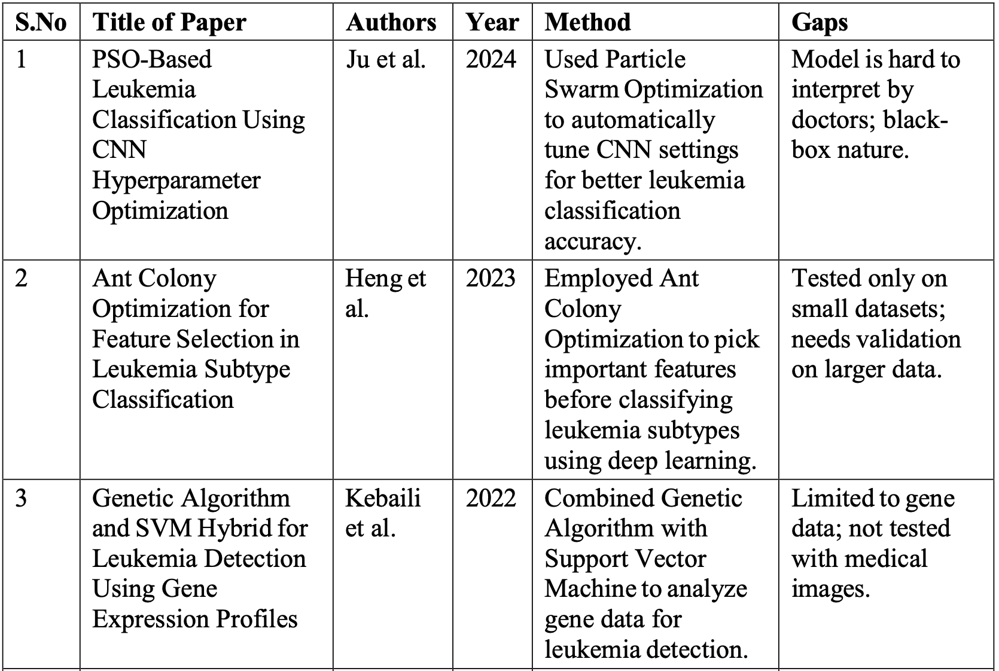 S.No Title of Paper Authors Year Method Gaps
1 PSO-Based Ju et al. 2024 Used Particle Model is hard to
Leukemia Swarm Optimization interpret by
Classification Using to automatically doctors; black-
CNN tune CNN settings box nature.
Hyperparameter for better leukemia
Optimization classification
accuracy.
2 Ant Colony Heng et 2023 Employed Ant Tested only on
Optimization for al. Colony small datasets;
Feature Selection in Optimization to pick needs validation
Leukemia Subtype important features on larger data.
Classification before classifying
leukemia subtypes
using deep learning.
3 Genetic Algorithm Kebaili 2022 Combined Genetic Limited to gene
and SVM Hybrid for et al. Algorithm with data; not tested
Leukemia Detection Support Vector with medical
Using Gene Machine to analyze images.
Expression Profiles gene data for
leukemia detection.